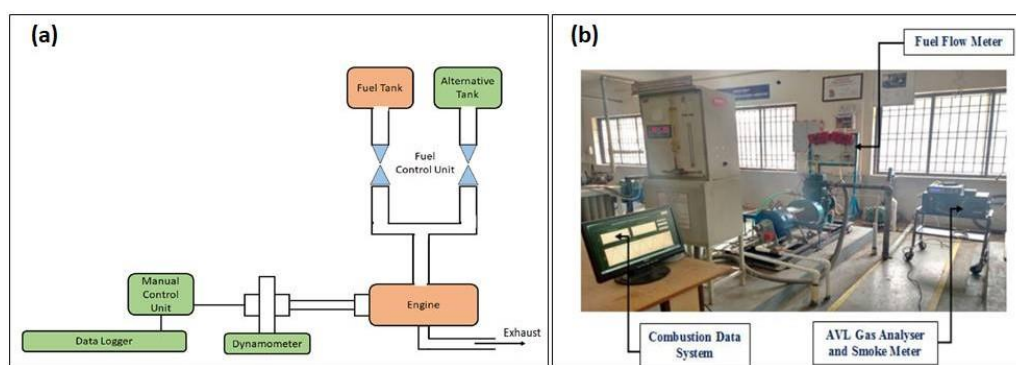 (a)
Fuel Tank
Alternative
Tank
Fuel
Control Unit
Manual
Control
Unit
Engine
Exhaust
Data Logger
Dynamometer
(b)
Fuel Flow Meter
Combustion Data
System
AVL Gas Analyser
and Smoke Meter